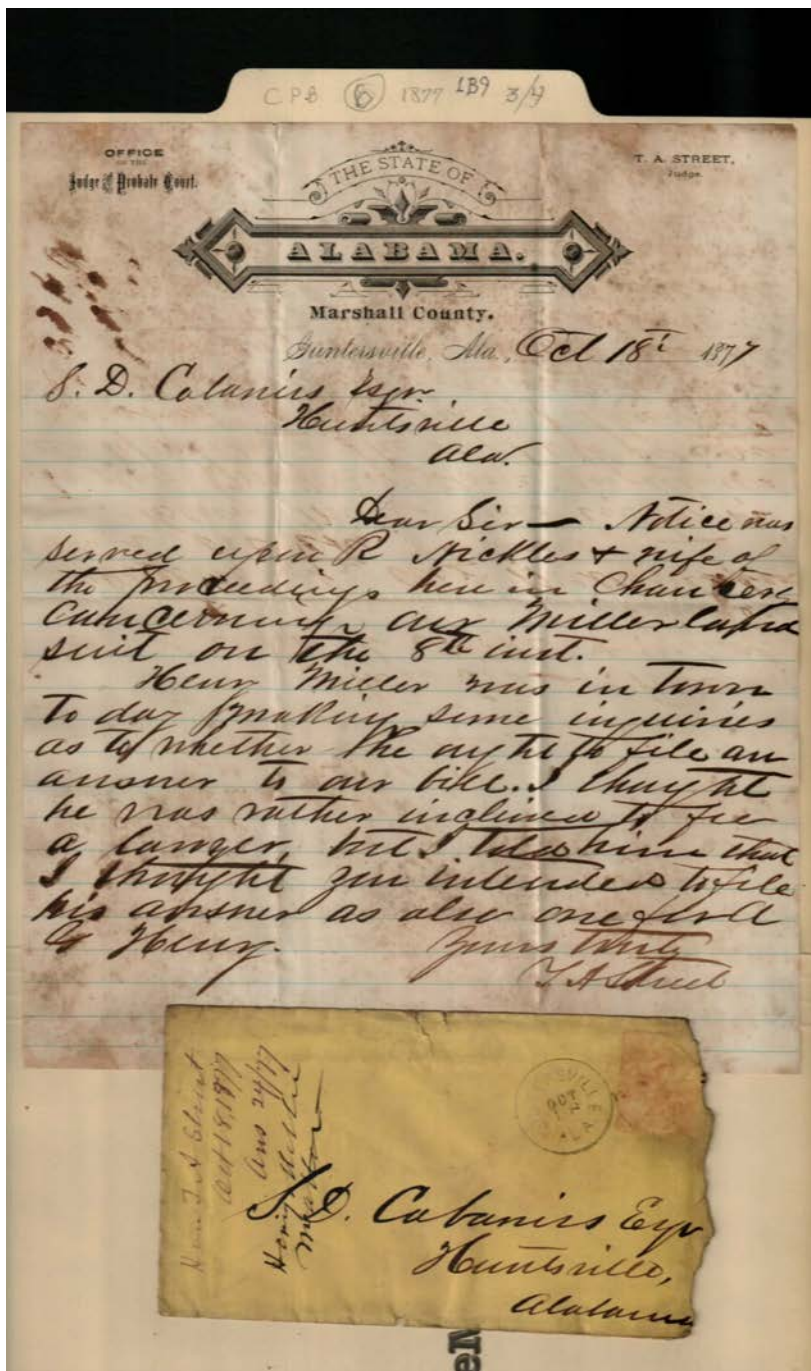 C P B (6) 1877 LB9 3/4
OFFICE
OF THE
Judge of Probate Court.
THE STATE OF
ALABAMA.
T. A. STREET,
Judge.
Marshall County.
Guntersville, Ala., Oct 18th 1877
S. D. Cabaniss Esqr.
Huntsville
Ala.
Dear Sir — Notice was
served upon R Nickles & wife of
the proceedings here in Chancery
concerning our Miller land
suit on the 8th inst.
Henry Miller was in town
to day making some inquiries
as to whether he ought to file an
answer to our bill. I thought
he was rather inclined to fee
a lawyer, but I told him that
I thought you intended to file
his answer as also one for
G Henry.
Yours truly
T A Street
Hon T A Street
Oct 18 1877
Ans 24/77
OCT
ALA
S. D. Cabaniss Esqr
Huntsville,
Alabama